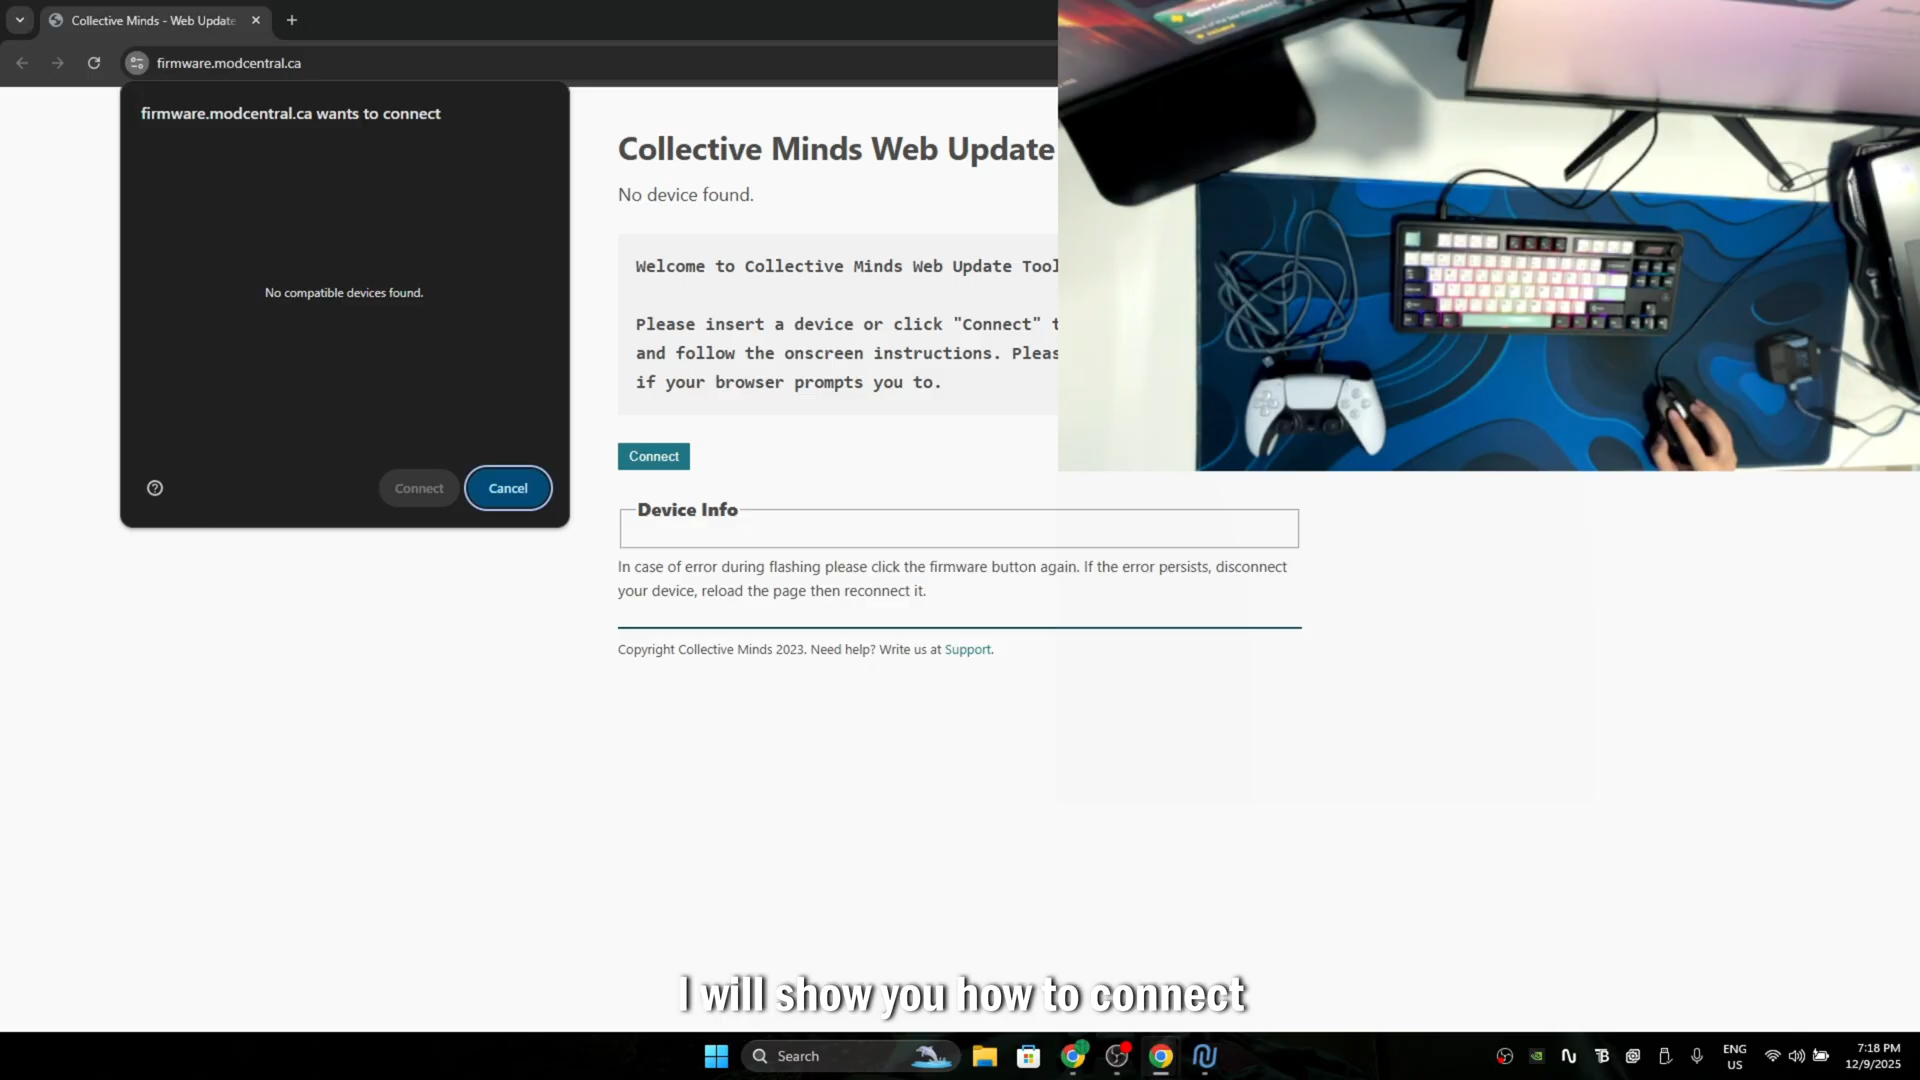 Collective Minds - Web Update
firmware.modcentral.ca
firmware.modcentral.ca wants to connect
No compatible devices found.
Connect
Cancel
Collective Minds Web Update
No device found.
Welcome to Collective Minds Web Update Tool
Please insert a device or click "Connect" t
and follow the onscreen instructions. Pleas
if your browser prompts you to.
Connect
Device Info
In case of error during flashing please click the firmware button again. If the error persists, disconnect
your device, reload the page then reconnect it.
Copyright Collective Minds 2023. Need help? Write us at Support.
I will show you how to connect
Search
ENG
US
7:18 PM
12/9/2025